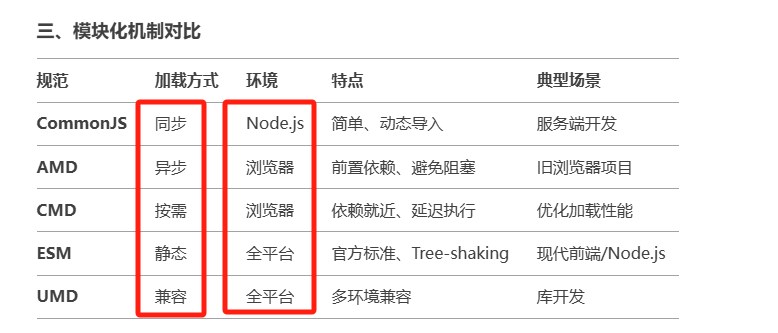 三、模块化机制对比
规范 加载方式 环境 特点 典型场景
CommonJS 同步 Node.js 简单、动态导入 服务端开发
AMD 异步 浏览器 前置依赖、避免阻塞 旧浏览器项目
CMD 按需 浏览器 依赖就近、延迟执行 优化加载性能
ESM 静态 全平台 官方标准、Tree-shaking 现代前端/Node.js
UMD 兼容 全平台 多环境兼容 库开发